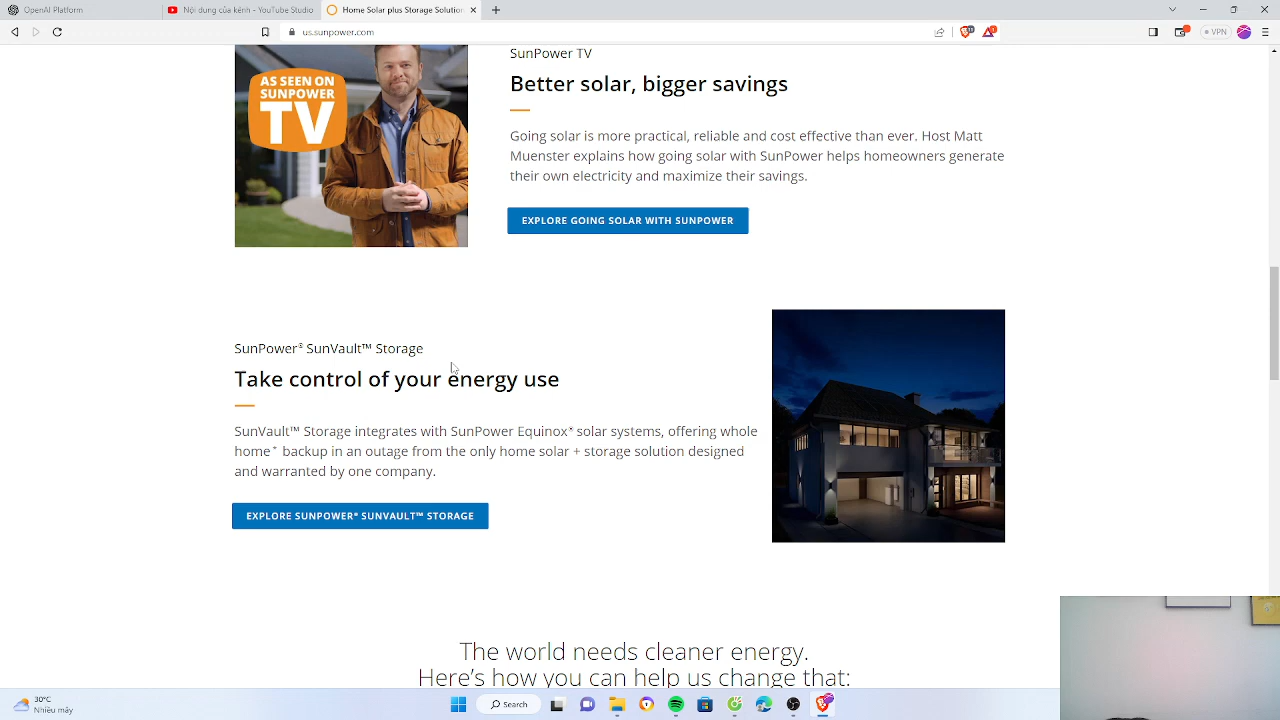 OpenAI Platform
Nội dung của kênh - YouTube Studio
Home Solar plus Storage Solution
us.sunpower.com
VPN
AS SEEN ON
SUNPOWER
TV
SunPower TV
Better solar, bigger savings
Going solar is more practical, reliable and cost effective than ever. Host Matt
Muenster explains how going solar with SunPower helps homeowners generate
their own electricity and maximize their savings.
EXPLORE GOING SOLAR WITH SUNPOWER
SunPower® SunVault™ Storage
Take control of your energy use
SunVault™ Storage integrates with SunPower Equinox® solar systems, offering whole
home+ backup in an outage from the only home solar + storage solution designed
and warranted by one company.
EXPLORE SUNPOWER® SUNVAULT™ STORAGE
The world needs cleaner energy.
Here's how you can help us change that:
30°C
Nhiều mây
Search